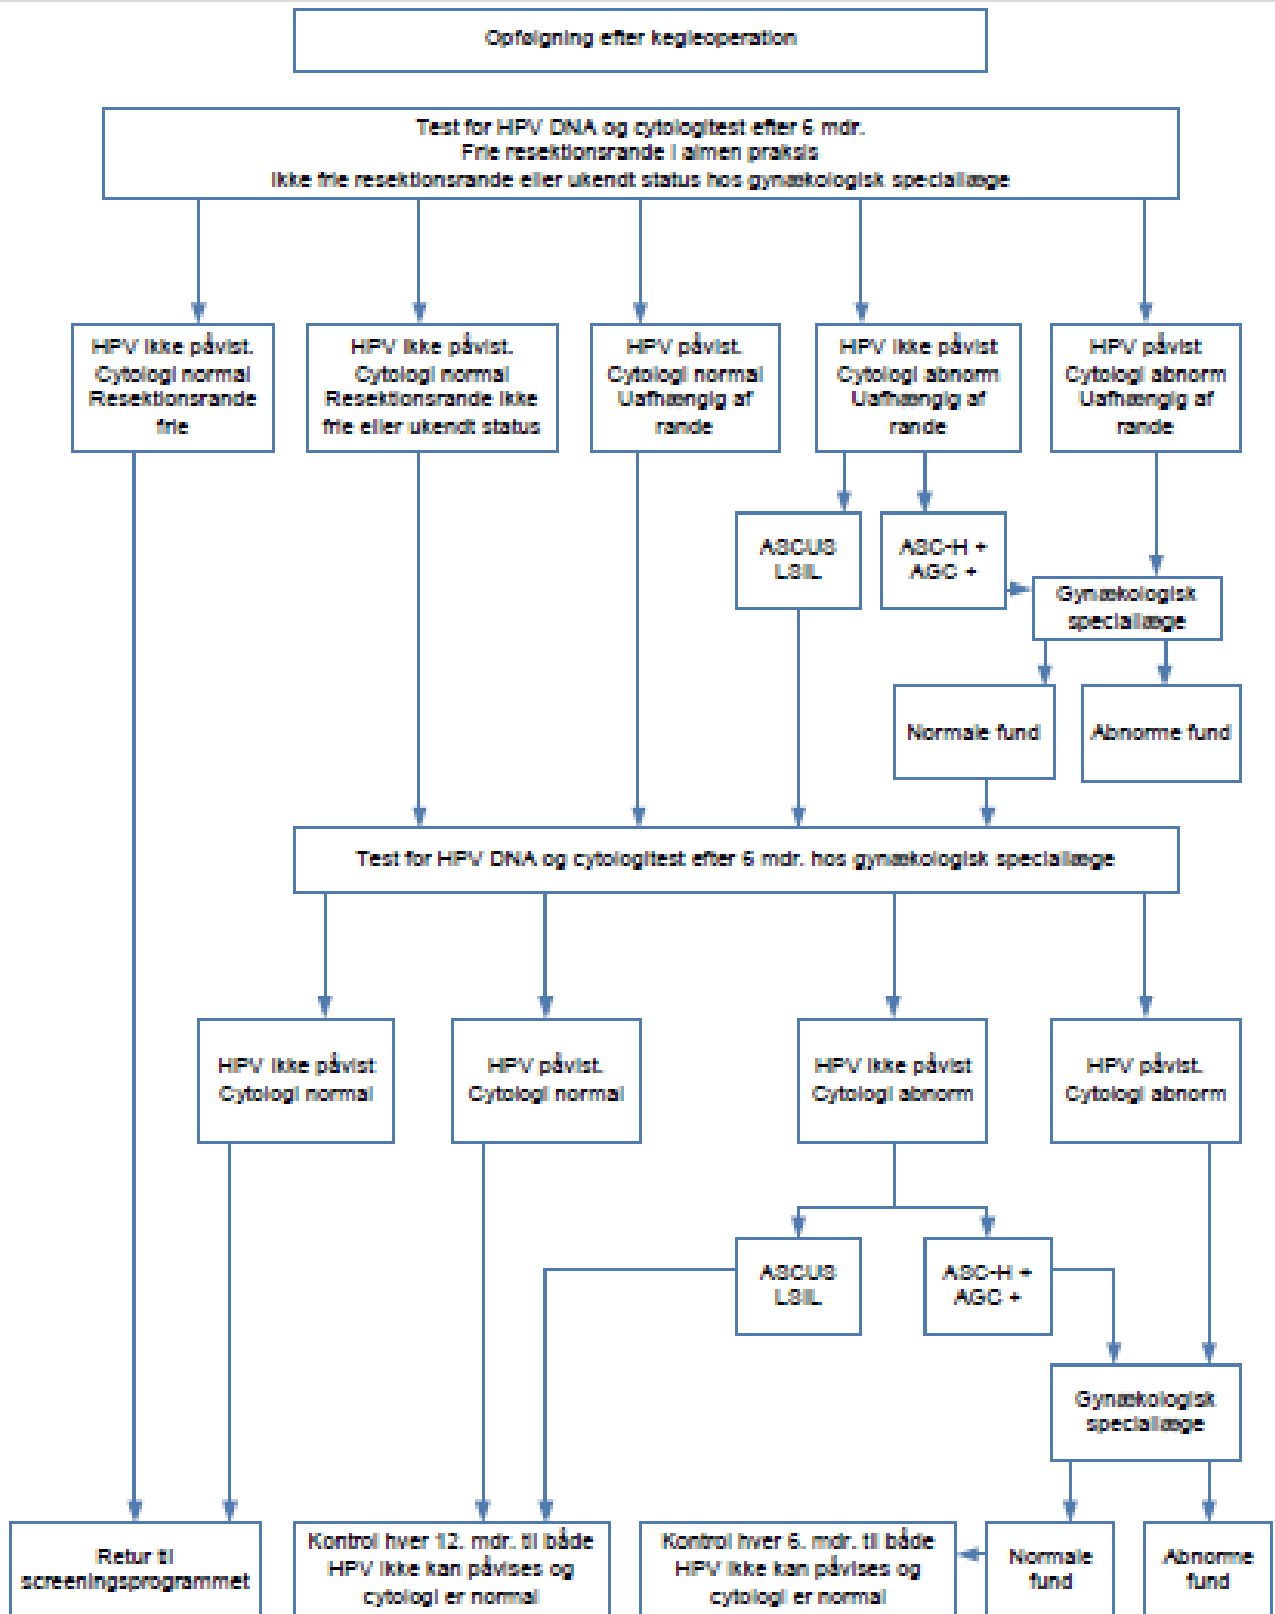 Opfølgning efter kegleoperation
Test for HPV DNA og cytologitest efter 6 mdr.
Frie resektionsrande i almen praksis
Ikke frie resektionsrande eller ukendt status hos gynækologisk speciallæge
HPV ikke påvist.
Cytologi normal
Resektionsrande
frie
HPV ikke påvist.
Cytologi normal
Resektionsrande ikke
frie eller ukendt status
HPV påvist.
Cytologi normal
Uafhængig af
rande
HPV ikke påvist
Cytologi abnorm
Uafhængig af
rande
HPV påvist
Cytologi abnorm
Uafhængig af
rande
ASCUS
LSIL
ASC-H +
AGC +
Gynækologisk
speciallæge
Normale fund
Abnorme fund
Test for HPV DNA og cytologitest efter 6 mdr. hos gynækologisk speciallæge
HPV ikke påvist
Cytologi normal
HPV påvist.
Cytologi normal
HPV ikke påvist
Cytologi abnorm
HPV påvist.
Cytologi abnorm
ASCUS
LSIL
ASC-H +
AGC +
Gynækologisk
speciallæge
Retur til
screeningsprogrammet
Kontrol hver 12. mdr. til både
HPV ikke kan påvises og
cytologi er normal
Kontrol hver 6. mdr. til både
HPV ikke kan påvises og
cytologi er normal
Normale
fund
Abnorme
fund